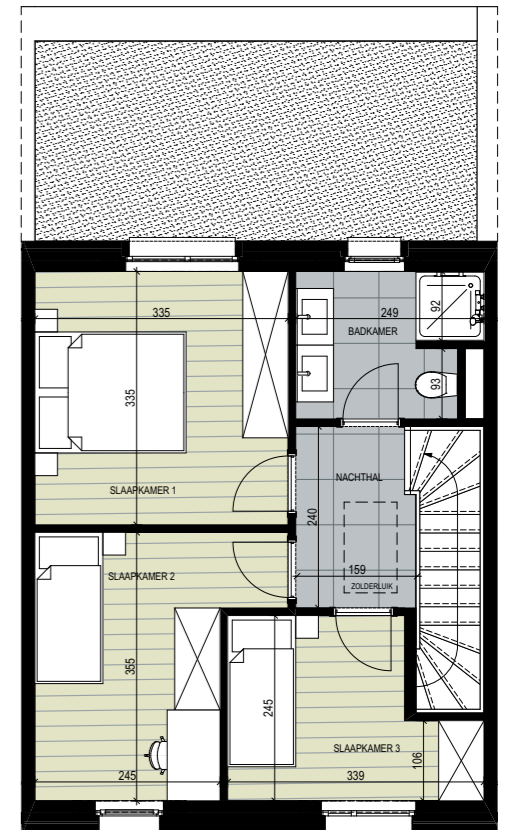 335
249
92
BADKAMER
335
93
SLAAPKAMER 1
NACHTHAL
240
SLAAPKAMER 2
159
ZOLDERLUIK
355
245
SLAAPKAMER 3
106
245
339